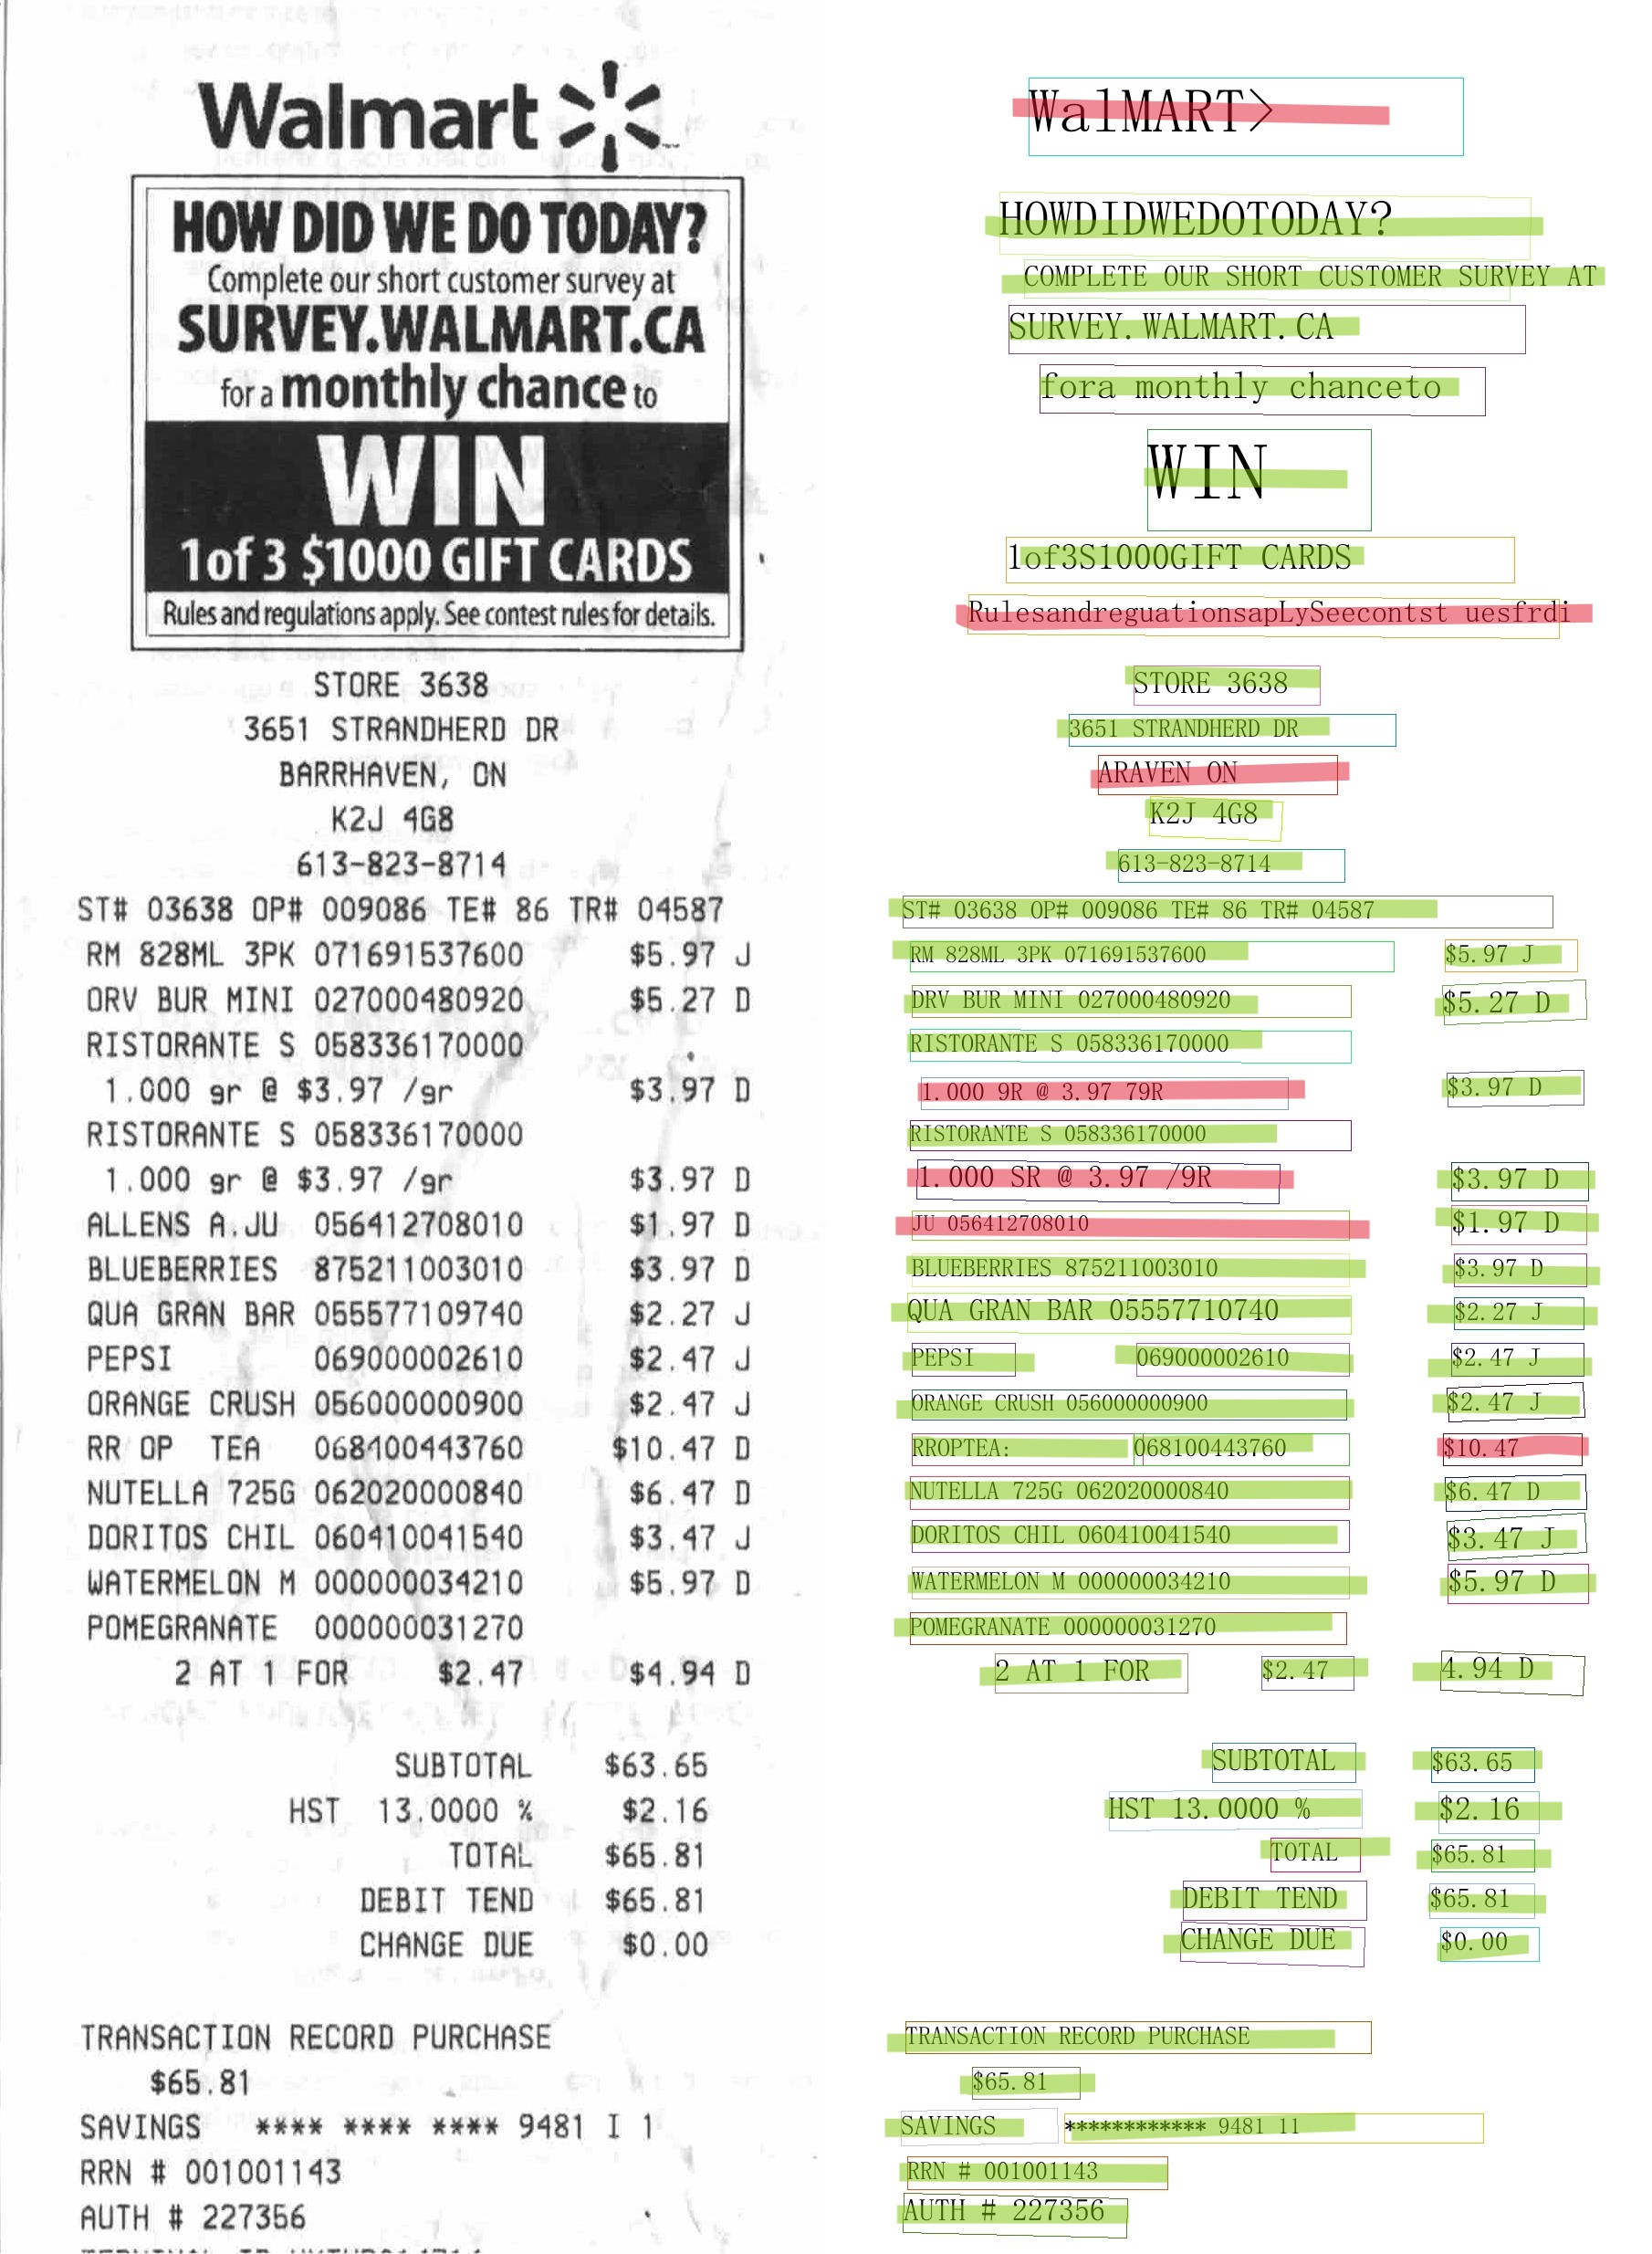 Walmart
HOW DID WE DO TODAY?
Complete our short customer survey at
SURVEY.WALMART.CA
for a monthly chance to
WIN
1 of 3 $1000 GIFT CARDS
Rules and regulations apply. See contest rules for details.
STORE 3638
3651 STRANDHERD DR
BARRHAVEN, ON
K2J 4G8
613-823-8714
ST# 03638 OP# 009086 TE# 86 TR# 04587
RM 828ML 3PK 071691537600 $5.97 J
ORV BUR MINI 027000480920 $5.27 D
RISTORANTE S 058336170000
1.000 gr @ $3.97 /gr $3.97 D
RISTORANTE S 058336170000
1.000 gr @ $3.97 /gr $3.97 D
ALLENS A.JU 056412708010 $1.97 D
BLUEBERRIES 875211003010 $3.97 D
QUA GRAN BAR 055577109740 $2.27 J
PEPSI 069000002610 $2.47 J
ORANGE CRUSH 056000000900 $2.47 J
RR OP TEA 068100443760 $10.47 D
NUTELLA 725G 062020000840 $6.47 D
DORITOS CHIL 060410041540 $3.47 J
WATERMELON M 000000034210 $5.97 D
POMEGRANATE 000000031270
2 AT 1 FOR $2.47 $4.94 D
SUBTOTAL $63.65
HST 13.0000 % $2.16
TOTAL $65.81
DEBIT TEND $65.81
CHANGE DUE $0.00
TRANSACTION RECORD PURCHASE
$65.81
SAVINGS **** **** **** 9481 I 1
RRN # 001001143
AUTH # 227356
WalMART>
HOWDIDWEDOTODAY?
COMPLETE OUR SHORT CUSTOMER SURVEY AT
SURVEY.WALMART.CA
fora monthly chanceto
WIN
1of3S1000GIFT CARDS
RulesandreguationsapLySeecontst uesfrdi
STORE 3638
3651 STRANDHERD DR
ARAVEN ON
K2J 4G8
613-823-8714
ST# 03638 OP# 009086 TE# 86 TR# 04587
RM 828ML 3PK 071691537600 $5.97 J
DRV BUR MINI 027000480920 $5.27 D
RISTORANTE S 058336170000
1.000 9R @ 3.97 79R $3.97 D
RISTORANTE S 058336170000
1.000 SR @ 3.97 /9R $3.97 D
JU 056412708010 $1.97 D
BLUEBERRIES 875211003010 $3.97 D
QUA GRAN BAR 05557710740 $2.27 J
PEPSI 069000002610 $2.47 J
ORANGE CRUSH 056000000900 $2.47 J
RROPTEA: 068100443760 $10.47
NUTELLA 725G 062020000840 $6.47 D
DORITOS CHIL 060410041540 $3.47 J
WATERMELON M 000000034210 $5.97 D
POMEGRANATE 000000031270
2 AT 1 FOR $2.47 4.94 D
SUBTOTAL $63.65
HST 13.0000 % $2.16
TOTAL $65.81
DEBIT TEND $65.81
CHANGE DUE $0.00
TRANSACTION RECORD PURCHASE
$65.81
SAVINGS ************ 9481 11
RRN # 001001143
AUTH # 227356